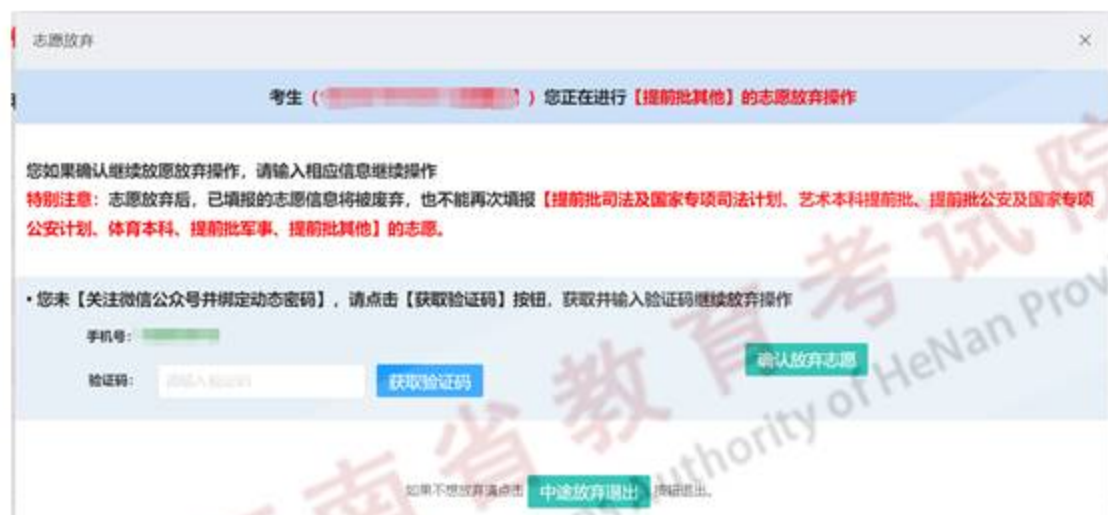 志愿放弃
考生（ ）您正在进行【提前批其他】的志愿放弃操作
您如果确认继续放愿放弃操作，请输入相应信息继续操作
特别注意：志愿放弃后，已填报的志愿信息将被废弃，也不能再次填报【提前批司法及国家专项司法计划、艺术本科提前批、提前批公安及国家专项
公安计划、体育本科、提前批军事、提前批其他】的志愿。
• 您未【关注微信公众号并绑定动态密码】，请点击【获取验证码】按钮，获取并输入验证码继续放弃操作
手机号：
确认放弃志愿
验证码： 请输入验证码 获取验证码
如果不想放弃请点击 中途放弃退出 按钮退出。
南省教育考试院
Authority of HeNan Prov